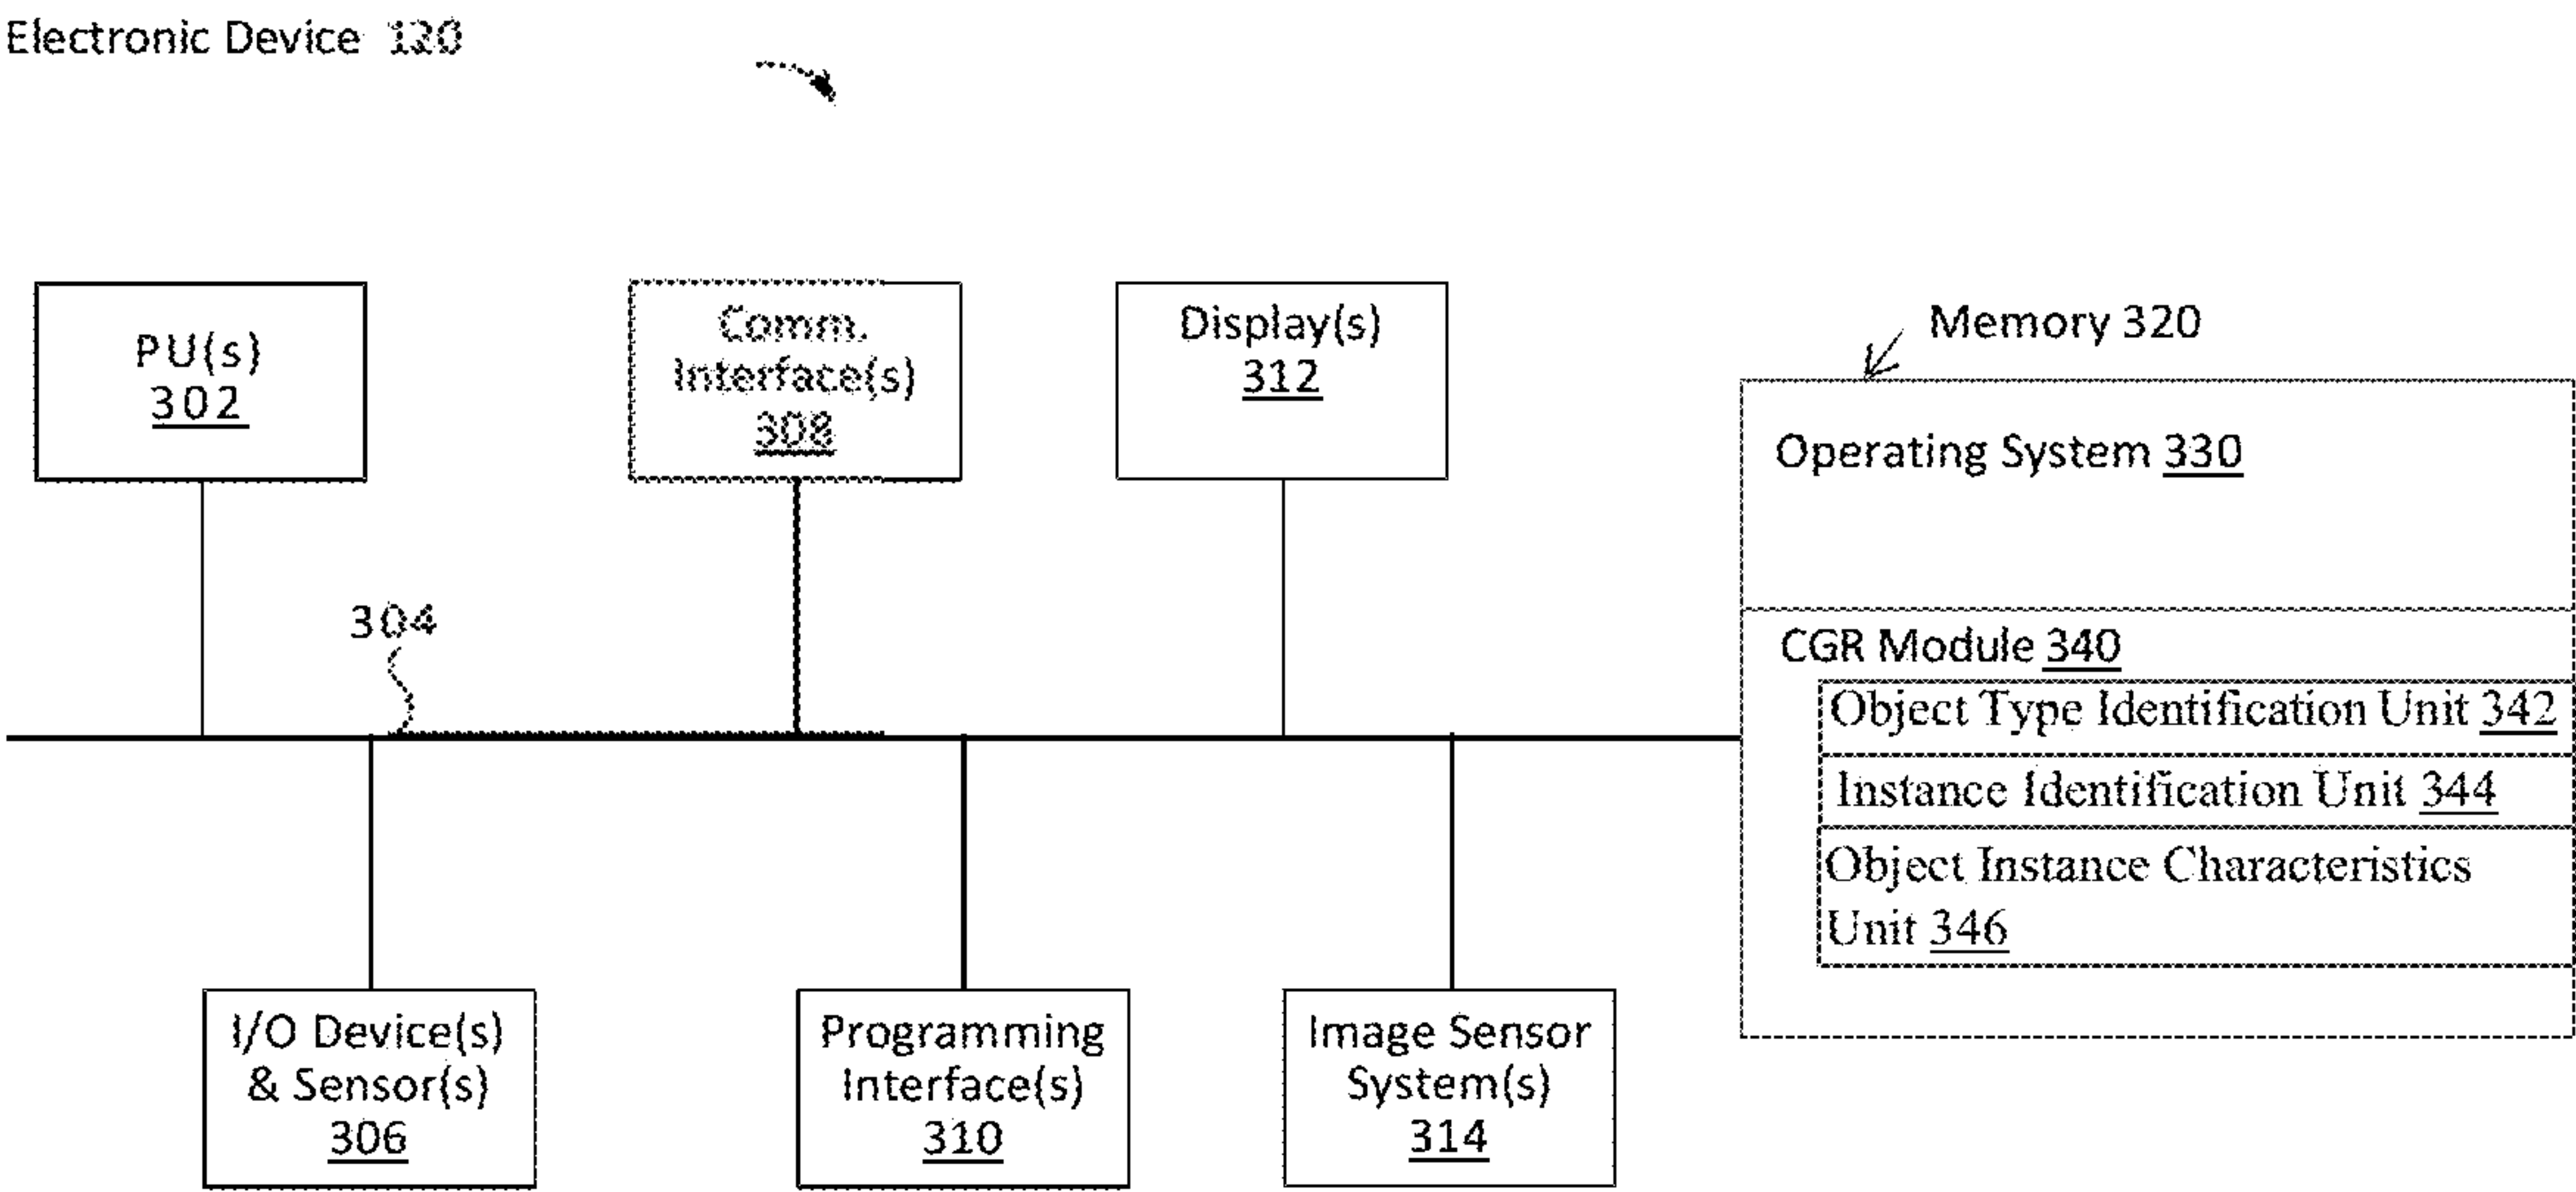 Electronic Device 120
PU(s)
302
Comm.
Interface(s)
308
Display(s)
312
Memory 320
Operating System 330
304
CGR Module 340
Object Type Identification Unit 342
Instance Identification Unit 344
Object Instance Characteristics
Unit 346
I/O Device(s)
& Sensor(s)
306
Programming
Interface(s)
310
Image Sensor
System(s)
314